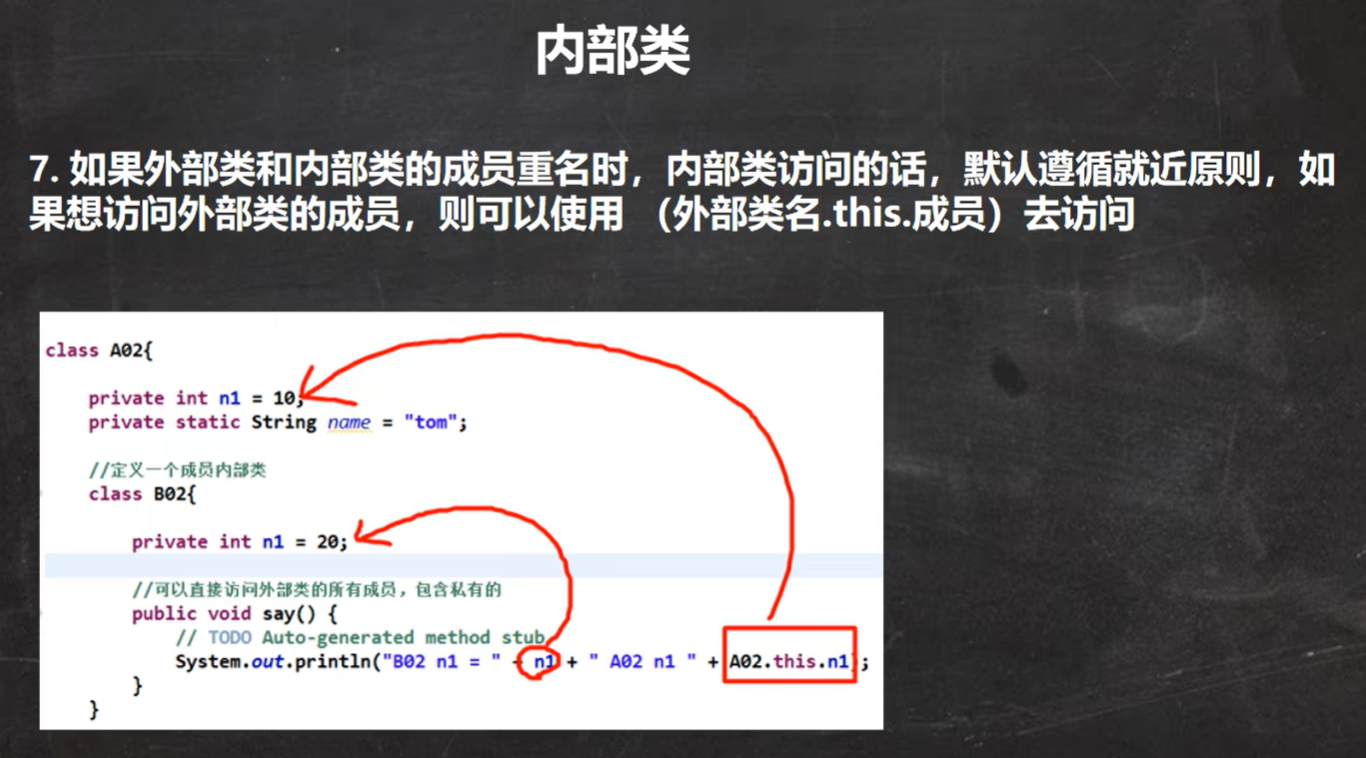 内部类
7. 如果外部类和内部类的成员重名时，内部类访问的话，默认遵循就近原则，如
果想访问外部类的成员，则可以使用 （外部类名.this.成员）去访问
class A02{
private int n1 = 10;
private static String name = "tom";
//定义一个成员内部类
class B02{
private int n1 = 20;
//可以直接访问外部类的所有成员，包含私有的
public void say() {
// TODO Auto-generated method stub
System.out.println("B02 n1 = " + n1 + " A02 n1 " + A02.this.n1);
}
}